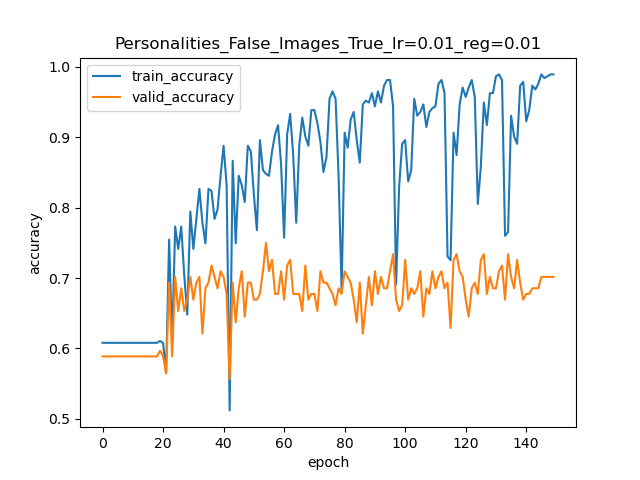 Personalities_False_Images_True_lr=0.01_reg=0.01
train_accuracy
valid_accuracy
accuracy
1.0
0.9
0.8
0.7
0.6
0.5
0 20 40 60 80 100 120 140
epoch